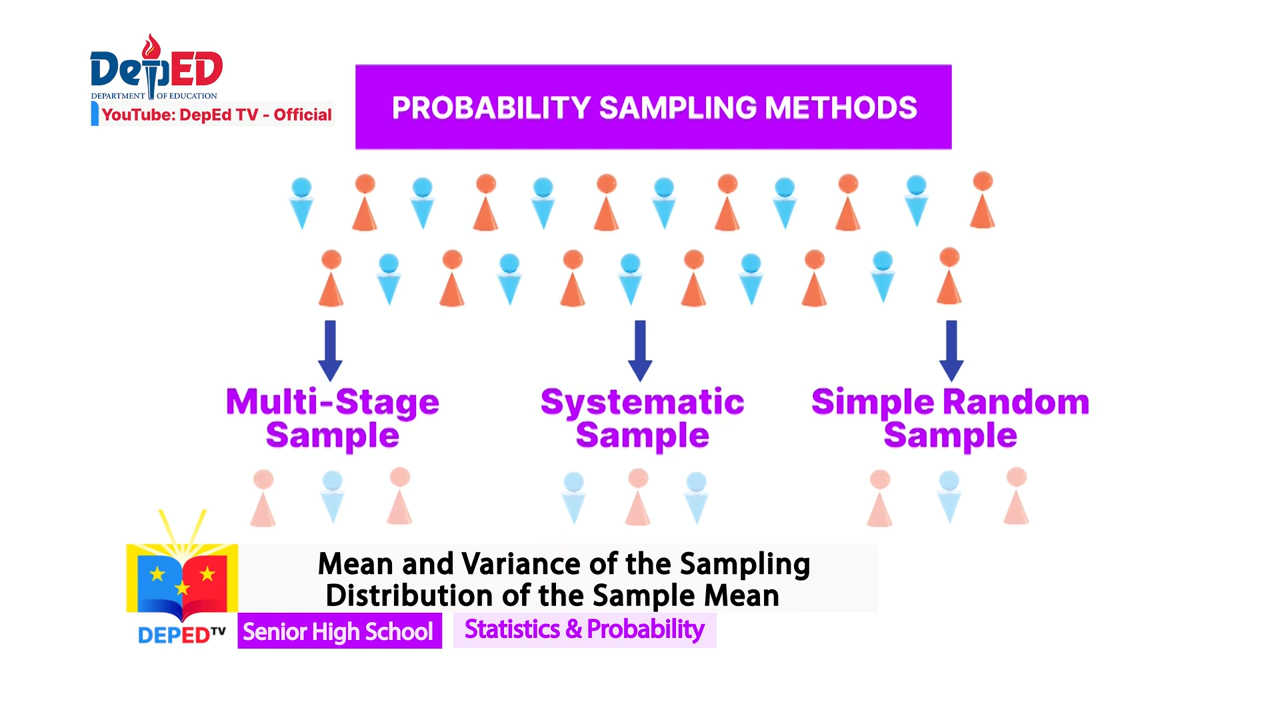 DepED
DEPARTMENT OF EDUCATION
YouTube: DepEd TV - Official
PROBABILITY SAMPLING METHODS
Multi-Stage
Sample
Systematic
Sample
Simple Random
Sample
Mean and Variance of the Sampling
Distribution of the Sample Mean
DEPED TV
Senior High School
Statistics & Probability